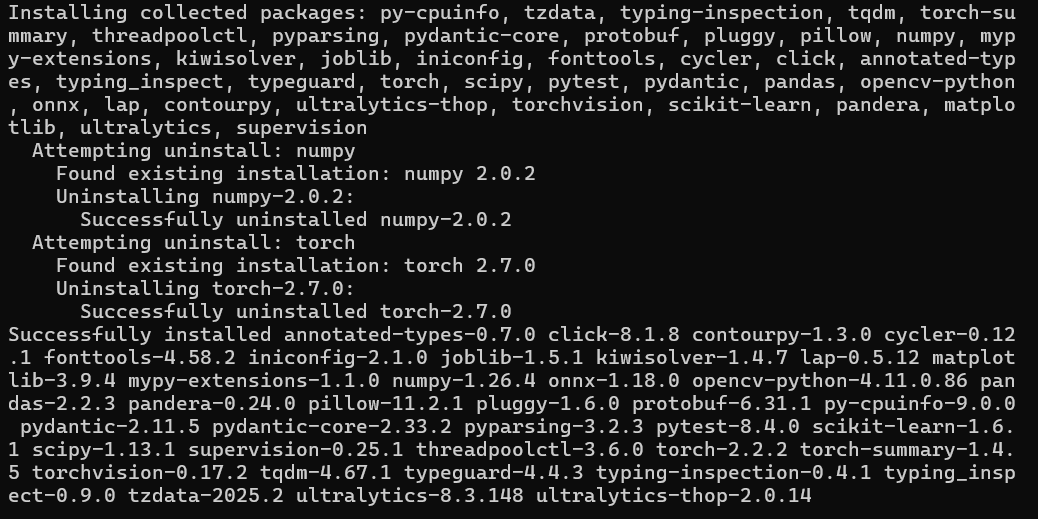 Installing collected packages: py-cpuinfo, tzdata, typing-inspection, tqdm, torch-su
mmary, threadpoolctl, pyparsing, pydantic-core, protobuf, pluggy, pillow, numpy, myp
y-extensions, kiwisolver, joblib, iniconfig, fonttools, cycler, click, annotated-typ
es, typing_inspect, typeguard, torch, scipy, pytest, pydantic, pandas, opencv-python
, onnx, lap, contourpy, ultralytics-thop, torchvision, scikit-learn, pandera, matplo
tlib, ultralytics, supervision
  Attempting uninstall: numpy
    Found existing installation: numpy 2.0.2
    Uninstalling numpy-2.0.2:
      Successfully uninstalled numpy-2.0.2
  Attempting uninstall: torch
    Found existing installation: torch 2.7.0
    Uninstalling torch-2.7.0:
      Successfully uninstalled torch-2.7.0
Successfully installed annotated-types-0.7.0 click-8.1.8 contourpy-1.3.0 cycler-0.12
.1 fonttools-4.58.2 iniconfig-2.1.0 joblib-1.5.1 kiwisolver-1.4.7 lap-0.5.12 matplot
lib-3.9.4 mypy-extensions-1.1.0 numpy-1.26.4 onnx-1.18.0 opencv-python-4.11.0.86 pan
das-2.2.3 pandera-0.24.0 pillow-11.2.1 pluggy-1.6.0 protobuf-6.31.1 py-cpuinfo-9.0.0
 pydantic-2.11.5 pydantic-core-2.33.2 pyparsing-3.2.3 pytest-8.4.0 scikit-learn-1.6.
1 scipy-1.13.1 supervision-0.25.1 threadpoolctl-3.6.0 torch-2.2.2 torch-summary-1.4.
5 torchvision-0.17.2 tqdm-4.67.1 typeguard-4.4.3 typing-inspection-0.4.1 typing_insp
ect-0.9.0 tzdata-2025.2 ultralytics-8.3.148 ultralytics-thop-2.0.14